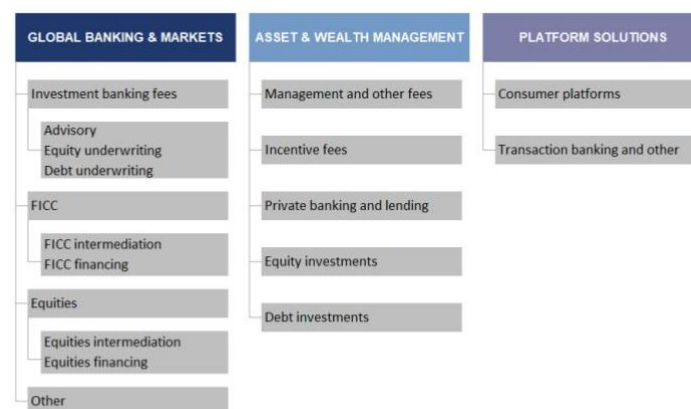 GLOBAL BANKING & MARKETS
Investment banking fees
Advisory
Equity underwriting
Debt underwriting
FICC
FICC intermediation
FICC financing
Equities
Equities intermediation
Equities financing
Other
ASSET & WEALTH MANAGEMENT
Management and other fees
Incentive fees
Private banking and lending
Equity investments
Debt investments
PLATFORM SOLUTIONS
Consumer platforms
Transaction banking and other